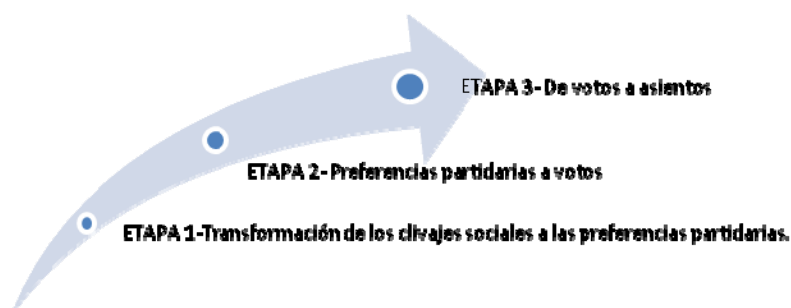 ETAPA 3- De votos a asientos
ETAPA 2- Preferencias partidarias a votos
ETAPA 1-Transformación de los clivajes sociales a las preferencias partidarias.